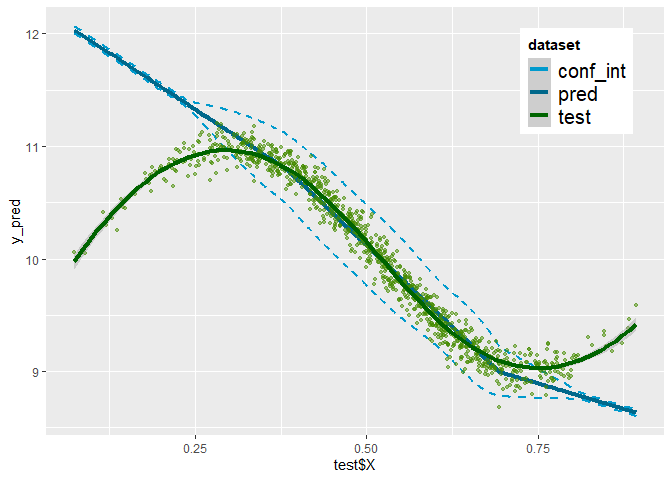 12
11
10
9
y_pred
0.25
0.50
0.75
test$X
dataset
conf_int
pred
test